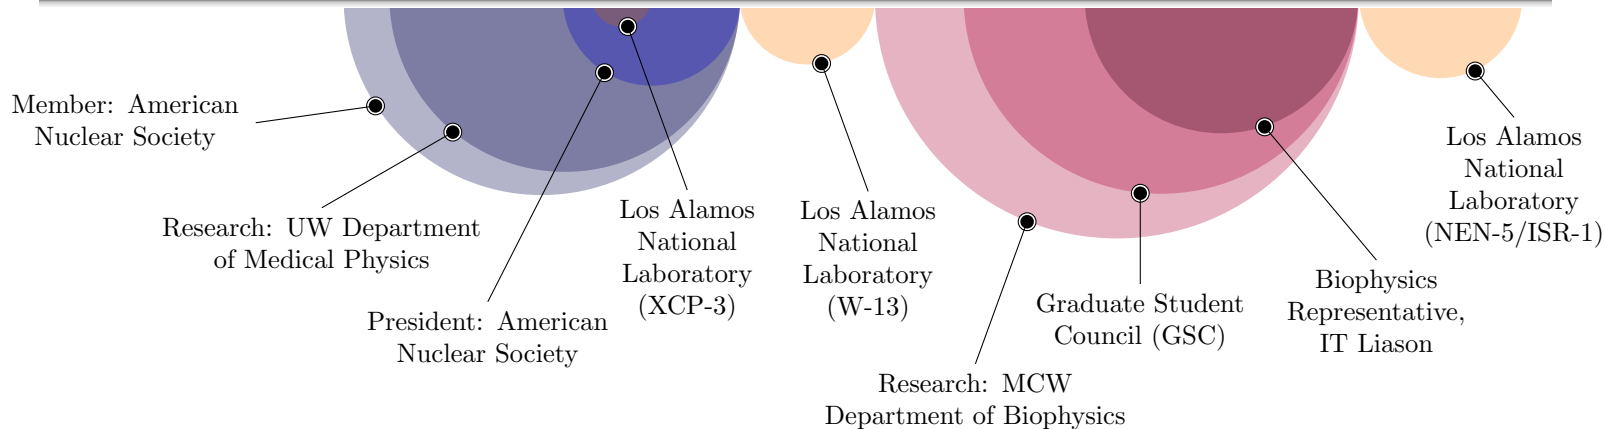 Member: American
Nuclear Society
Research: UW Department
of Medical Physics
President: American
Nuclear Society
Los Alamos
National
Laboratory
(XCP-3)
Los Alamos
National
Laboratory
(W-13)
Research: MCW
Department of Biophysics
Graduate Student
Council (GSC)
Biophysics
Representative,
IT Liason
Los Alamos
National
Laboratory
(NEN-5/ISR-1)